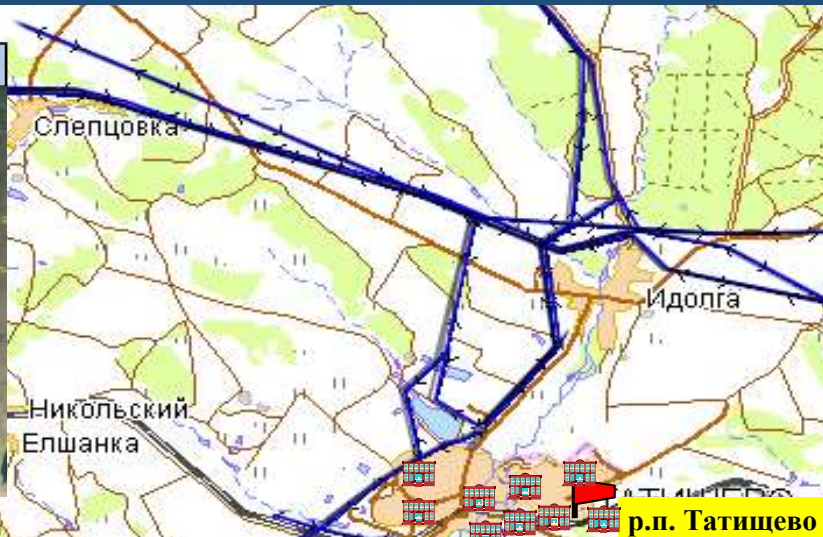 Слепцовка
Идолга
Никольский
Елшанка
р.п. Татищево